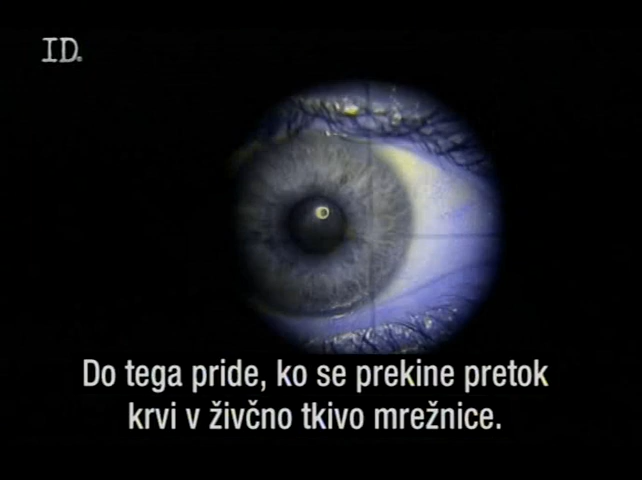 ID.
Do tega pride, ko se prekine pretok
krvi v živčno tkivo mrežnice.